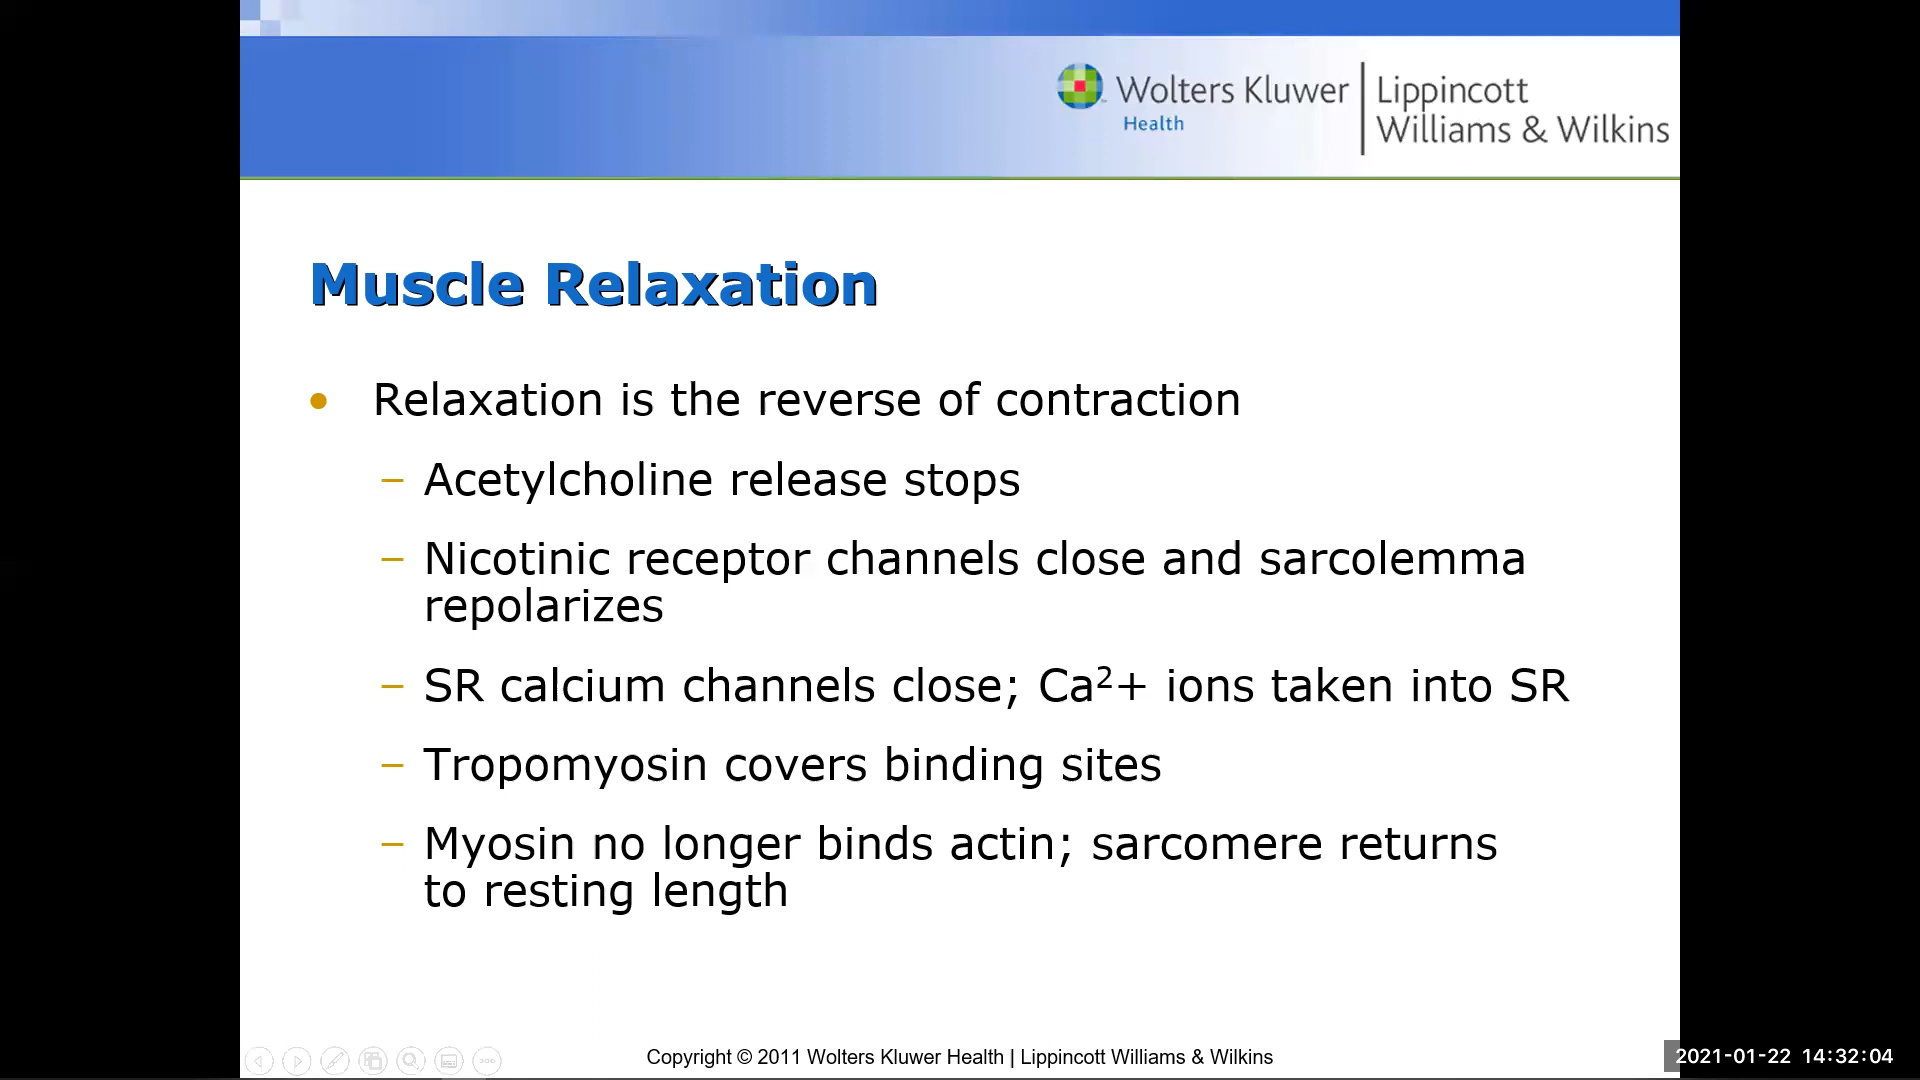 Wolters Kluwer
Health
Lippincott
Williams & Wilkins
Muscle Relaxation
• Relaxation is the reverse of contraction
– Acetylcholine release stops
– Nicotinic receptor channels close and sarcolemma
repolarizes
– SR calcium channels close; Ca²+ ions taken into SR
– Tropomyosin covers binding sites
– Myosin no longer binds actin; sarcomere returns
to resting length
Copyright © 2011 Wolters Kluwer Health | Lippincott Williams & Wilkins
2021-01-22 14:32:04